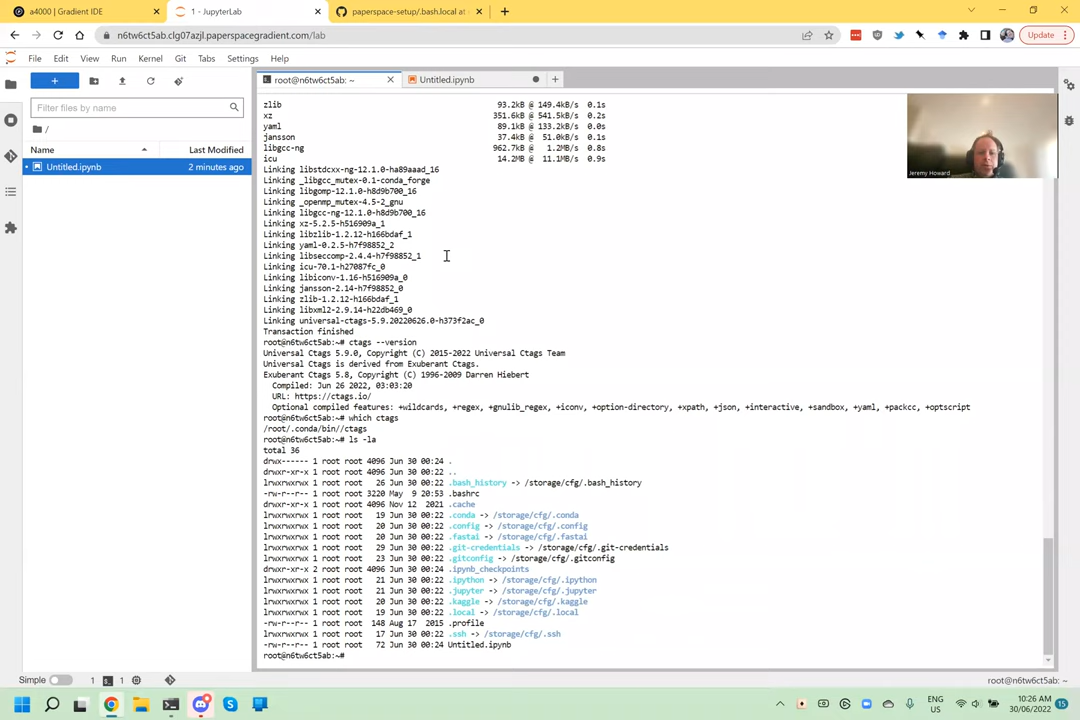 a4000 | Gradient IDE
1 - JupyterLab
paperspace-setup/.bash.local at
n6tw6ct5ab.clg07azjl.paperspacegradient.com/lab
Update
File Edit View Run Kernel Git Tabs Settings Help
root@n6tw6ct5ab: ~
Untitled.ipynb
Filter files by name
/
Name Last Modified
Untitled.ipynb 2 minutes ago
zlib 93.2kB @ 149.4kB/s 0.1s
xz 351.6kB @ 541.5kB/s 0.2s
yaml 89.1kB @ 133.2kB/s 0.0s
jansson 37.4kB @ 51.0kB/s 0.1s
libgcc-ng 962.7kB @ 1.2MB/s 0.8s
icu 14.2MB @ 11.1MB/s 0.9s
Linking libstdcxx-ng-12.1.0-ha89aaad_16
Linking _libgcc_mutex-0.1-conda_forge
Linking libgomp-12.1.0-h8d9b700_16
Linking _openmp_mutex-4.5-2_gnu
Linking libgcc-ng-12.1.0-h8d9b700_16
Linking xz-5.2.5-h516909a_1
Linking libzlib-1.2.12-h166bdaf_1
Linking yaml-0.2.5-h7f98852_2
Linking libseccomp-2.4.4-h7f98852_1
Linking icu-70.1-h27087fc_0
Linking libiconv-1.16-h516909a_0
Linking jansson-2.14-h7f98852_0
Linking zlib-1.2.12-h166bdaf_1
Linking libxml2-2.9.14-h22db469_0
Linking universal-ctags-5.9.20220626.0-h373f2ac_0
Transaction finished
root@n6tw6ct5ab:~# ctags --version
Universal Ctags 5.9.0, Copyright (C) 2015-2022 Universal Ctags Team
Universal Ctags is derived from Exuberant Ctags.
Exuberant Ctags 5.8, Copyright (C) 1996-2009 Darren Hiebert
Compiled: Jun 26 2022, 03:03:20
URL: https://ctags.io/
Optional compiled features: +wildcards, +regex, +gnulib_regex, +iconv, +option-directory, +xpath, +json, +interactive, +sandbox, +yaml, +packcc, +optscript
root@n6tw6ct5ab:~# which ctags
/root/.conda/bin//ctags
root@n6tw6ct5ab:~# ls -la
total 36
drwx------ 1 root root 4096 Jun 30 00:24 .
drwxr-xr-x 1 root root 4096 Jun 30 00:22 ..
lrwxrwxrwx 1 root root 26 Jun 30 00:22 .bash_history -> /storage/cfg/.bash_history
-rw-r--r-- 1 root root 3220 May 9 20:53 .bashrc
drwxr-xr-x 2 root root 4096 Nov 12 2021 .cache
lrwxrwxrwx 1 root root 19 Jun 30 00:22 .conda -> /storage/cfg/.conda
lrwxrwxrwx 1 root root 20 Jun 30 00:22 .config -> /storage/cfg/.config
lrwxrwxrwx 1 root root 20 Jun 30 00:22 .fastai -> /storage/cfg/.fastai
lrwxrwxrwx 1 root root 29 Jun 30 00:22 .git-credentials -> /storage/cfg/.git-credentials
lrwxrwxrwx 1 root root 23 Jun 30 00:22 .gitconfig -> /storage/cfg/.gitconfig
drwxr-xr-x 2 root root 4096 Jun 30 00:24 .ipynb_checkpoints
lrwxrwxrwx 1 root root 21 Jun 30 00:22 .ipython -> /storage/cfg/.ipython
lrwxrwxrwx 1 root root 21 Jun 30 00:22 .jupyter -> /storage/cfg/.jupyter
lrwxrwxrwx 1 root root 20 Jun 30 00:22 .kaggle -> /storage/cfg/.kaggle
lrwxrwxrwx 1 root root 19 Jun 30 00:22 .local -> /storage/cfg/.local
-rw-r--r-- 1 root root 148 Aug 17 2015 .profile
lrwxrwxrwx 1 root root 17 Jun 30 00:22 .ssh -> /storage/cfg/.ssh
-rw-r--r-- 1 root root 72 Jun 30 00:24 Untitled.ipynb
root@n6tw6ct5ab:~#
Jeremy Howard
Simple 1 1 root@n6tw6ct5ab: ~
ENG
US
10:26 AM
30/06/2022
15